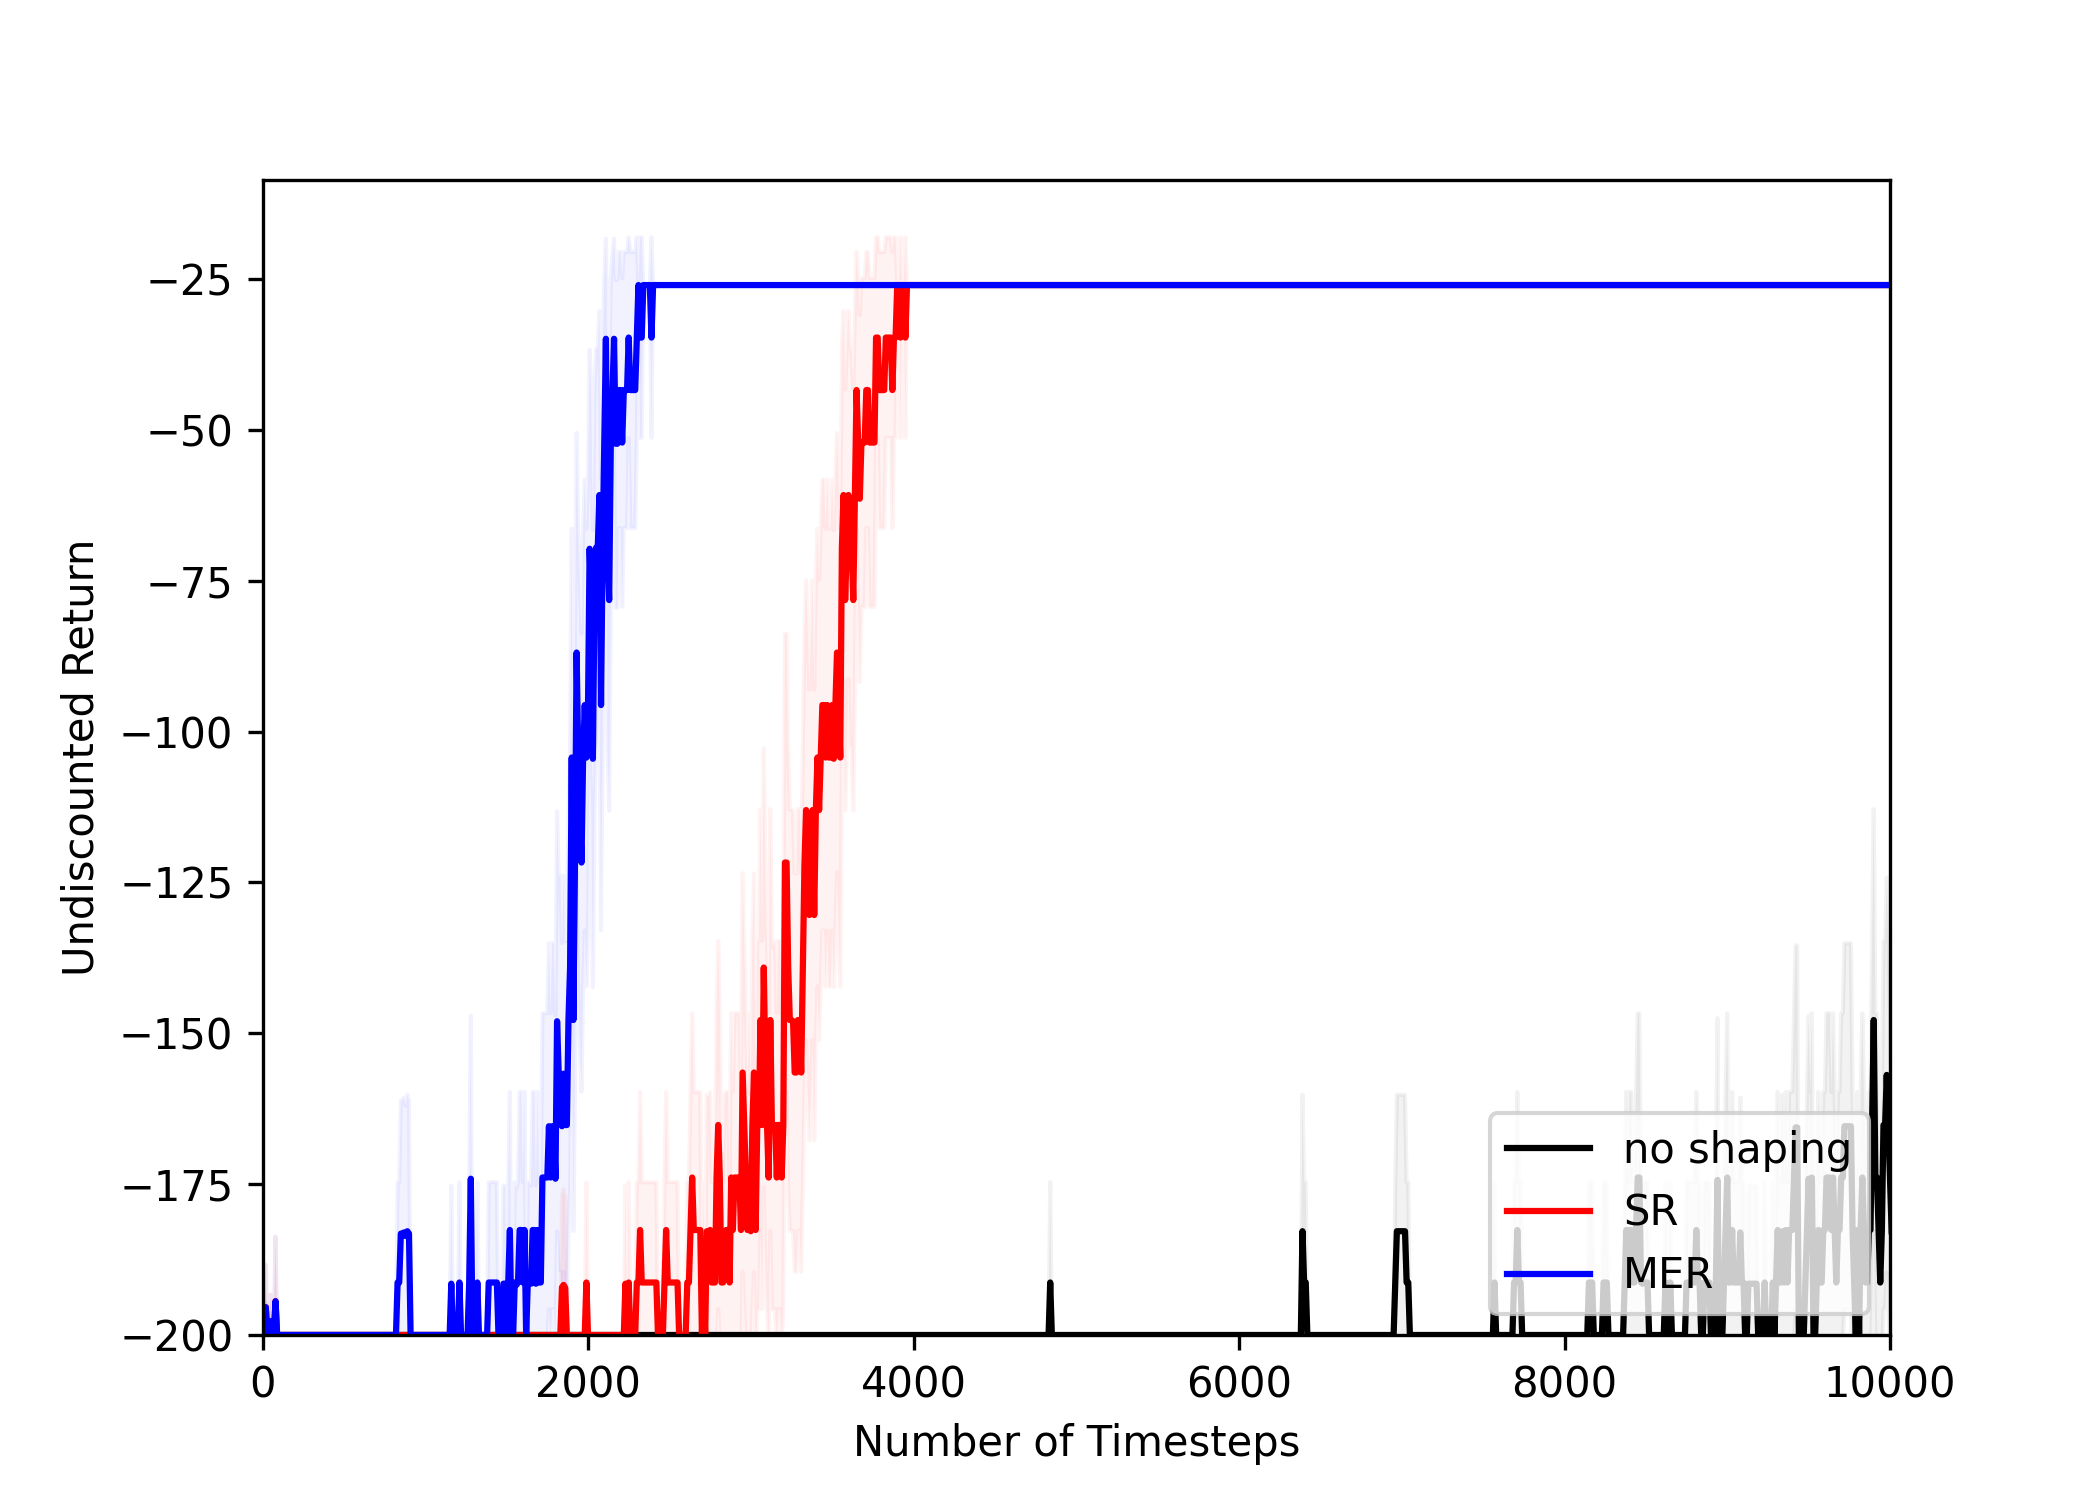 −25
−50
−75
−100
−125
−150
−175
−200
Undiscounted Return
0 2000 4000 6000 8000 10000
Number of Timesteps
no shaping
SR
MER